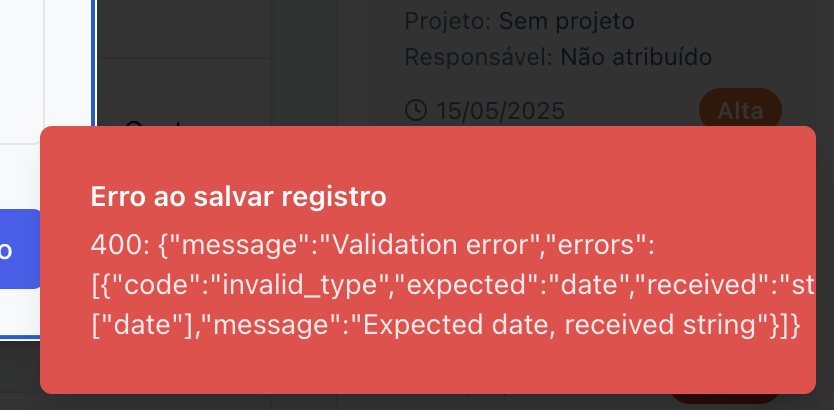 Projeto: Sem projeto
Responsável: Não atribuído
15/05/2025
Alta
Erro ao salvar registro
400: {"message":"Validation error","errors":
[{"code":"invalid_type","expected":"date","received":"st
["date"],"message":"Expected date, received string"}]}
o